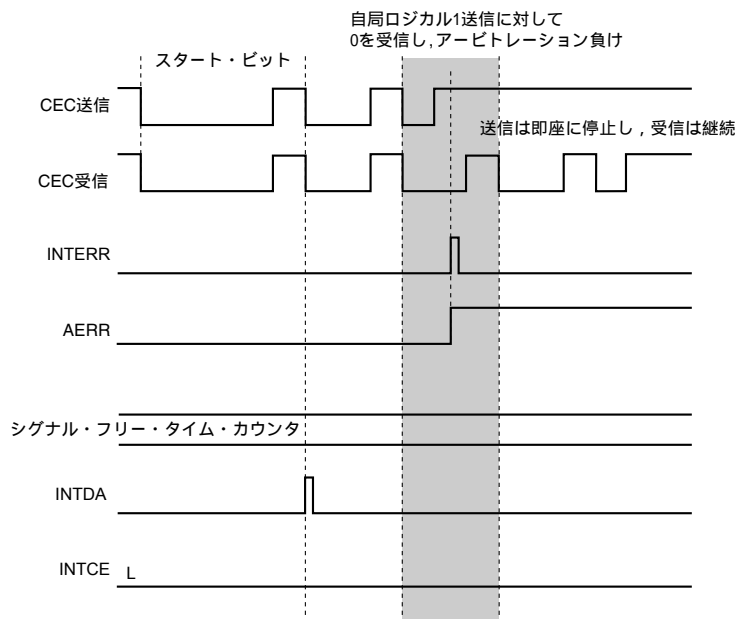 自局ロジカル1送信に対して
0を受信し,アービトレーション負け
スタート・ビット
CEC送信
送信は即座に停止し，受信は継続
CEC受信
INTERR
AERR
シグナル・フリー・タイム・カウンタ
INTDA
INTCE L